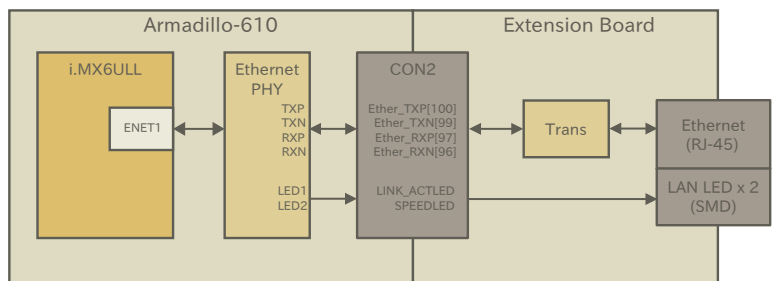 Armadillo-610
Extension Board
i.MX6ULL
ENET1
Ethernet
PHY
TXP
TXN
RXP
RXN
LED1
LED2
CON2
Ether_TXP[100]
Ether_TXN[99]
Ether_RXP[97]
Ether_RXN[96]
LINK_ACTLED
SPEEDLED
Trans
Ethernet
(RJ-45)
LAN LED x 2
(SMD)